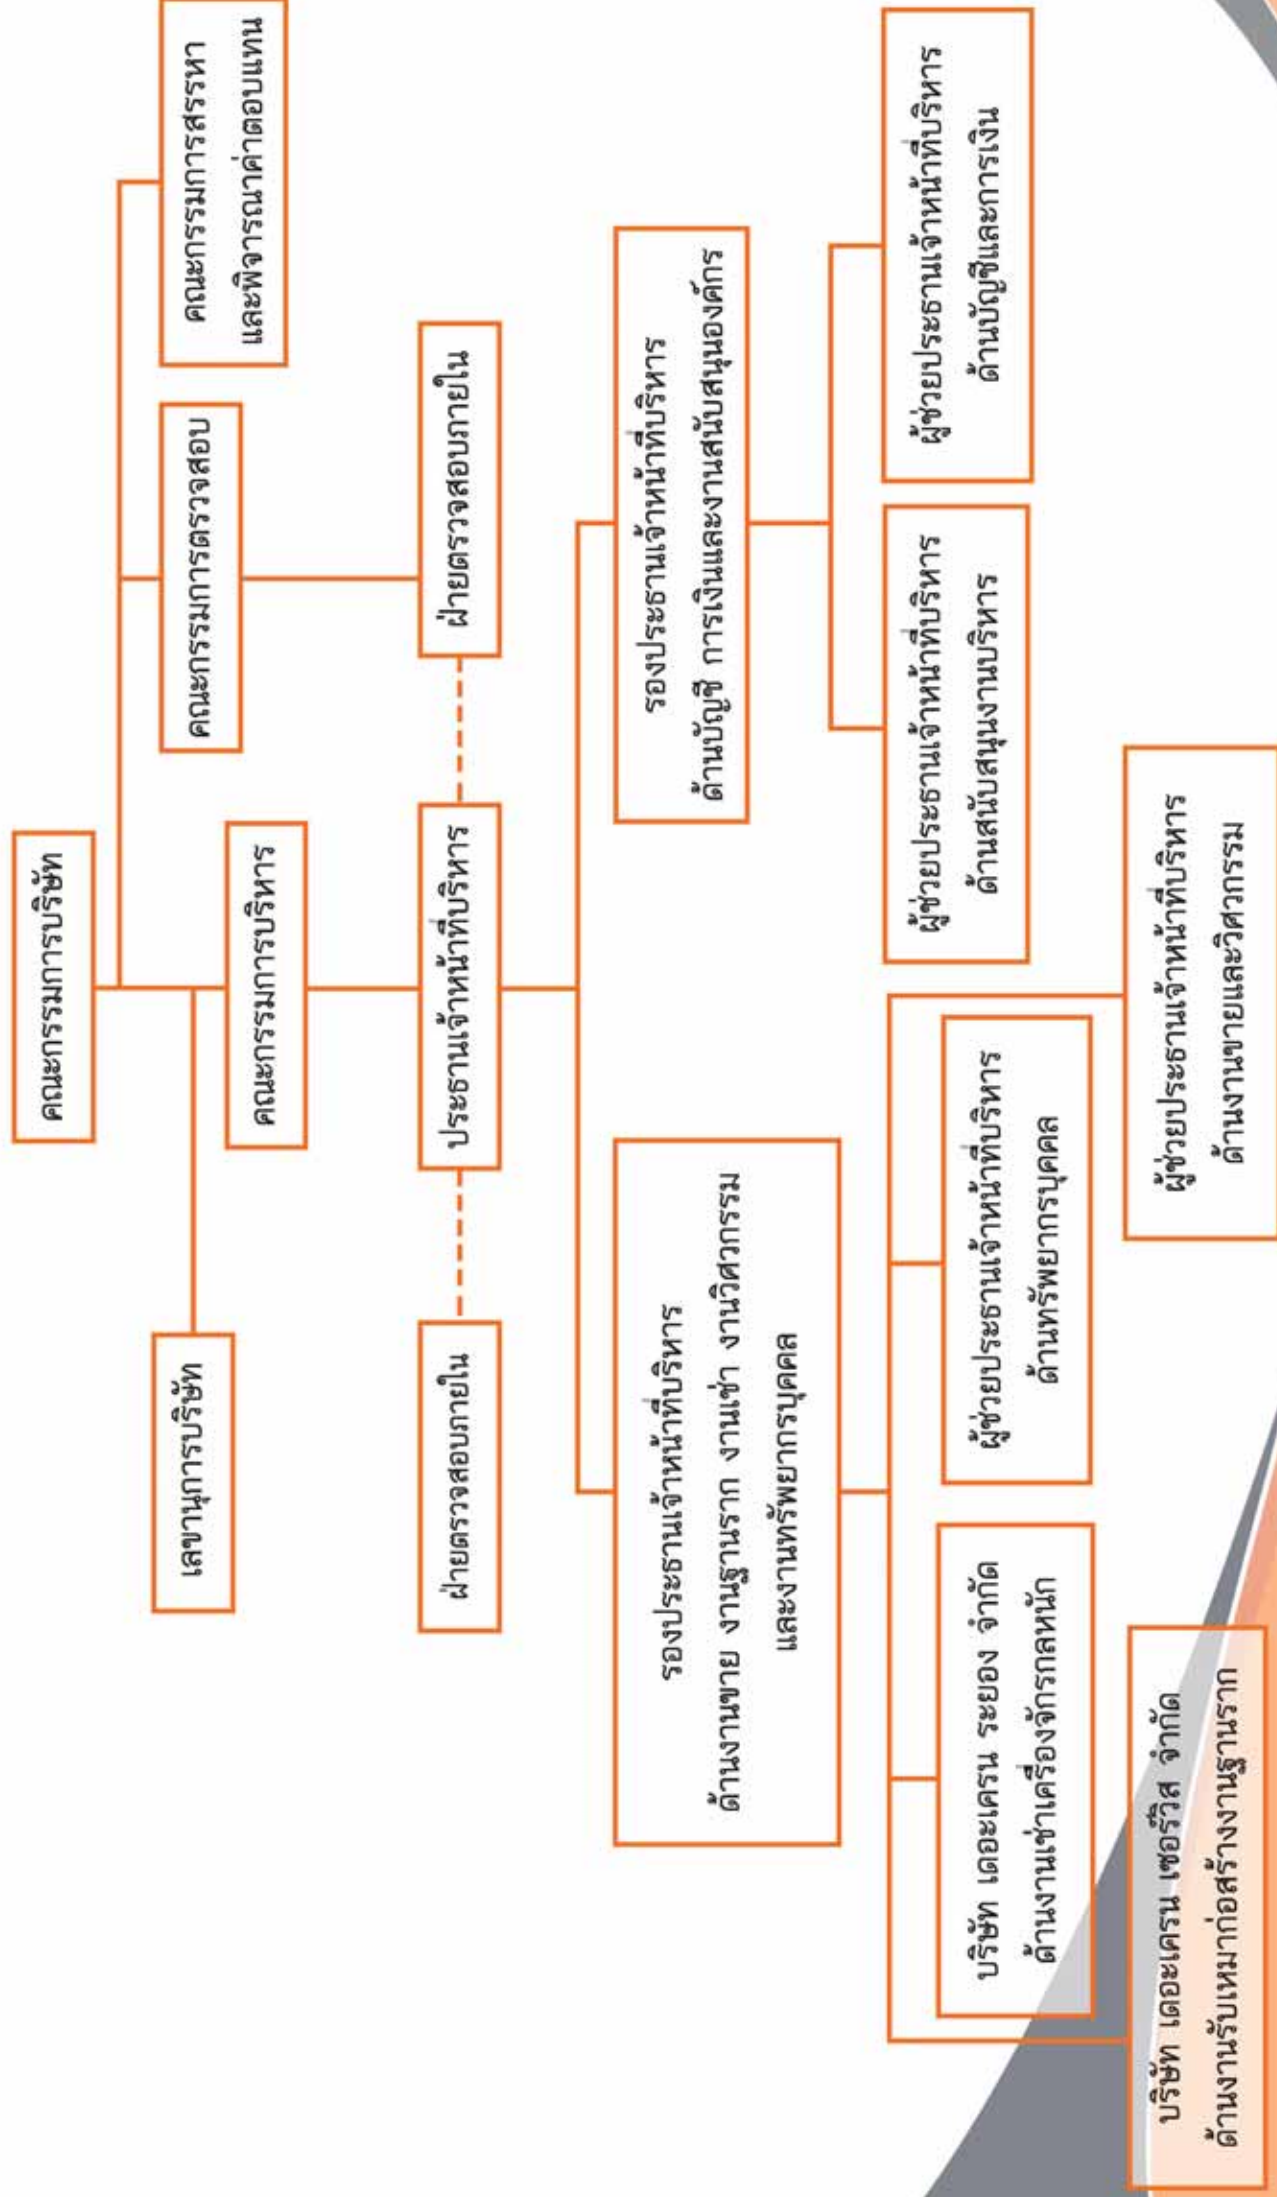 คณะกรรมการบริษัท
เลขานุการบริษัท
คณะกรรมการตรวจสอบ
คณะกรรมการสรรหา
และพิจารณาค่าตอบแทน
คณะกรรมการบริหาร
ฝ่ายตรวจสอบภายใน
ประธานเจ้าหน้าที่บริหาร
ฝ่ายตรวจสอบภายใน
รองประธานเจ้าหน้าที่บริหาร
ด้านงานขาย งานฐานราก งานเช่า งานวิศวกรรม
และงานทรัพยากรบุคคล
รองประธานเจ้าหน้าที่บริหาร
ด้านบัญชี การเงินและงานสนับสนุนองค์กร
บริษัท เดอะเครน ระยอง จำกัด
ด้านงานเช่าเครื่องจักรกลหนัก
ผู้ช่วยประธานเจ้าหน้าที่บริหาร
ด้านทรัพยากรบุคคล
ผู้ช่วยประธานเจ้าหน้าที่บริหาร
ด้านสนับสนุนงานบริหาร
ผู้ช่วยประธานเจ้าหน้าที่บริหาร
ด้านบัญชีและการเงิน
บริษัท เดอะเครน เซอร์วิส จำกัด
ด้านงานรับเหมาก่อสร้างงานฐานราก
ผู้ช่วยประธานเจ้าหน้าที่บริหาร
ด้านงานขายและวิศวกรรม